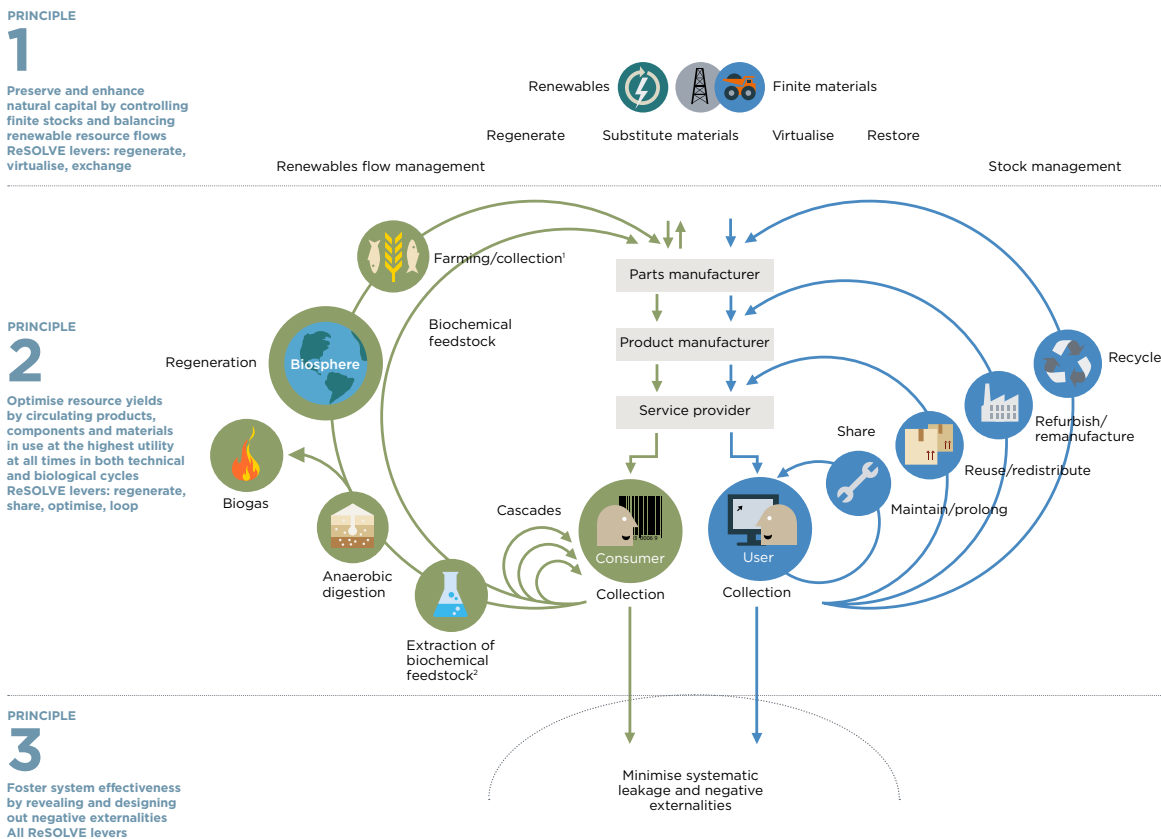 PRINCIPLE
1
Preserve and enhance
natural capital by controlling
finite stocks and balancing
renewable resource flows
ReSOLVE levers: regenerate,
virtualise, exchange
Renewables
Finite materials
Regenerate
Substitute materials
Virtualise
Restore
Renewables flow management
Stock management
PRINCIPLE
2
Optimise resource yields
by circulating products,
components and materials
in use at the highest utility
at all times in both technical
and biological cycles
ReSOLVE levers: regenerate,
share, optimise, loop
Farming/collection¹
Biochemical
feedstock
Regeneration
Biosphere
Biogas
Anaerobic
digestion
Extraction of
biochemical
feedstock²
Cascades
Parts manufacturer
Product manufacturer
Service provider
Consumer
Collection
User
Collection
Share
Maintain/prolong
Reuse/redistribute
Refurbish/
remanufacture
Recycle
PRINCIPLE
3
Foster system effectiveness
by revealing and designing
out negative externalities
All ReSOLVE levers
Minimise systematic
leakage and negative
externalities